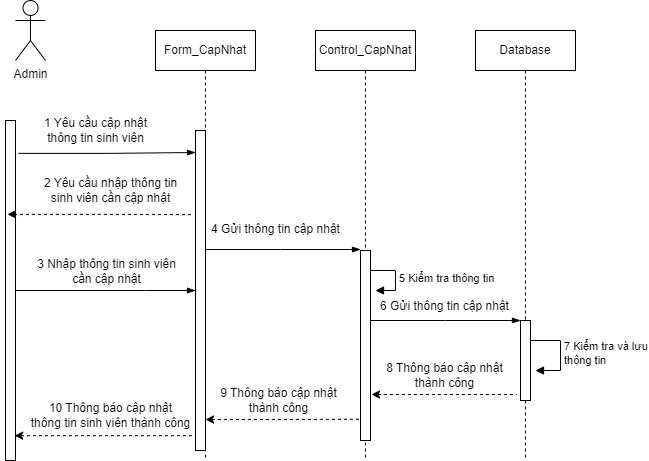 Admin
Form_CapNhat
Control_CapNhat
Database
1 Yêu cầu cập nhật
thông tin sinh viên
2 Yêu cầu nhập thông tin
sinh viên cần cập nhật
4 Gửi thông tin cập nhật
3 Nhập thông tin sinh viên
cần cập nhật
5 Kiểm tra thông tin
6 Gửi thông tin cập nhật
7 Kiểm tra và lưu
thông tin
8 Thông báo cập nhật
thành công
9 Thông báo cập nhật
thành công
10 Thông báo cập nhật
thông tin sinh viên thành công